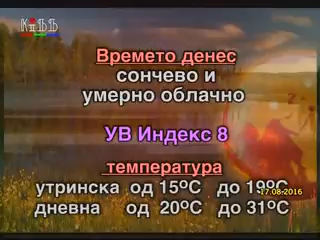 Времето денес
сончево и
умерно облачно
УВ Индекс 8
температура
утринска од 15ºC до 19ºC
17.08-2016
дневна од 20ºC до 31ºC